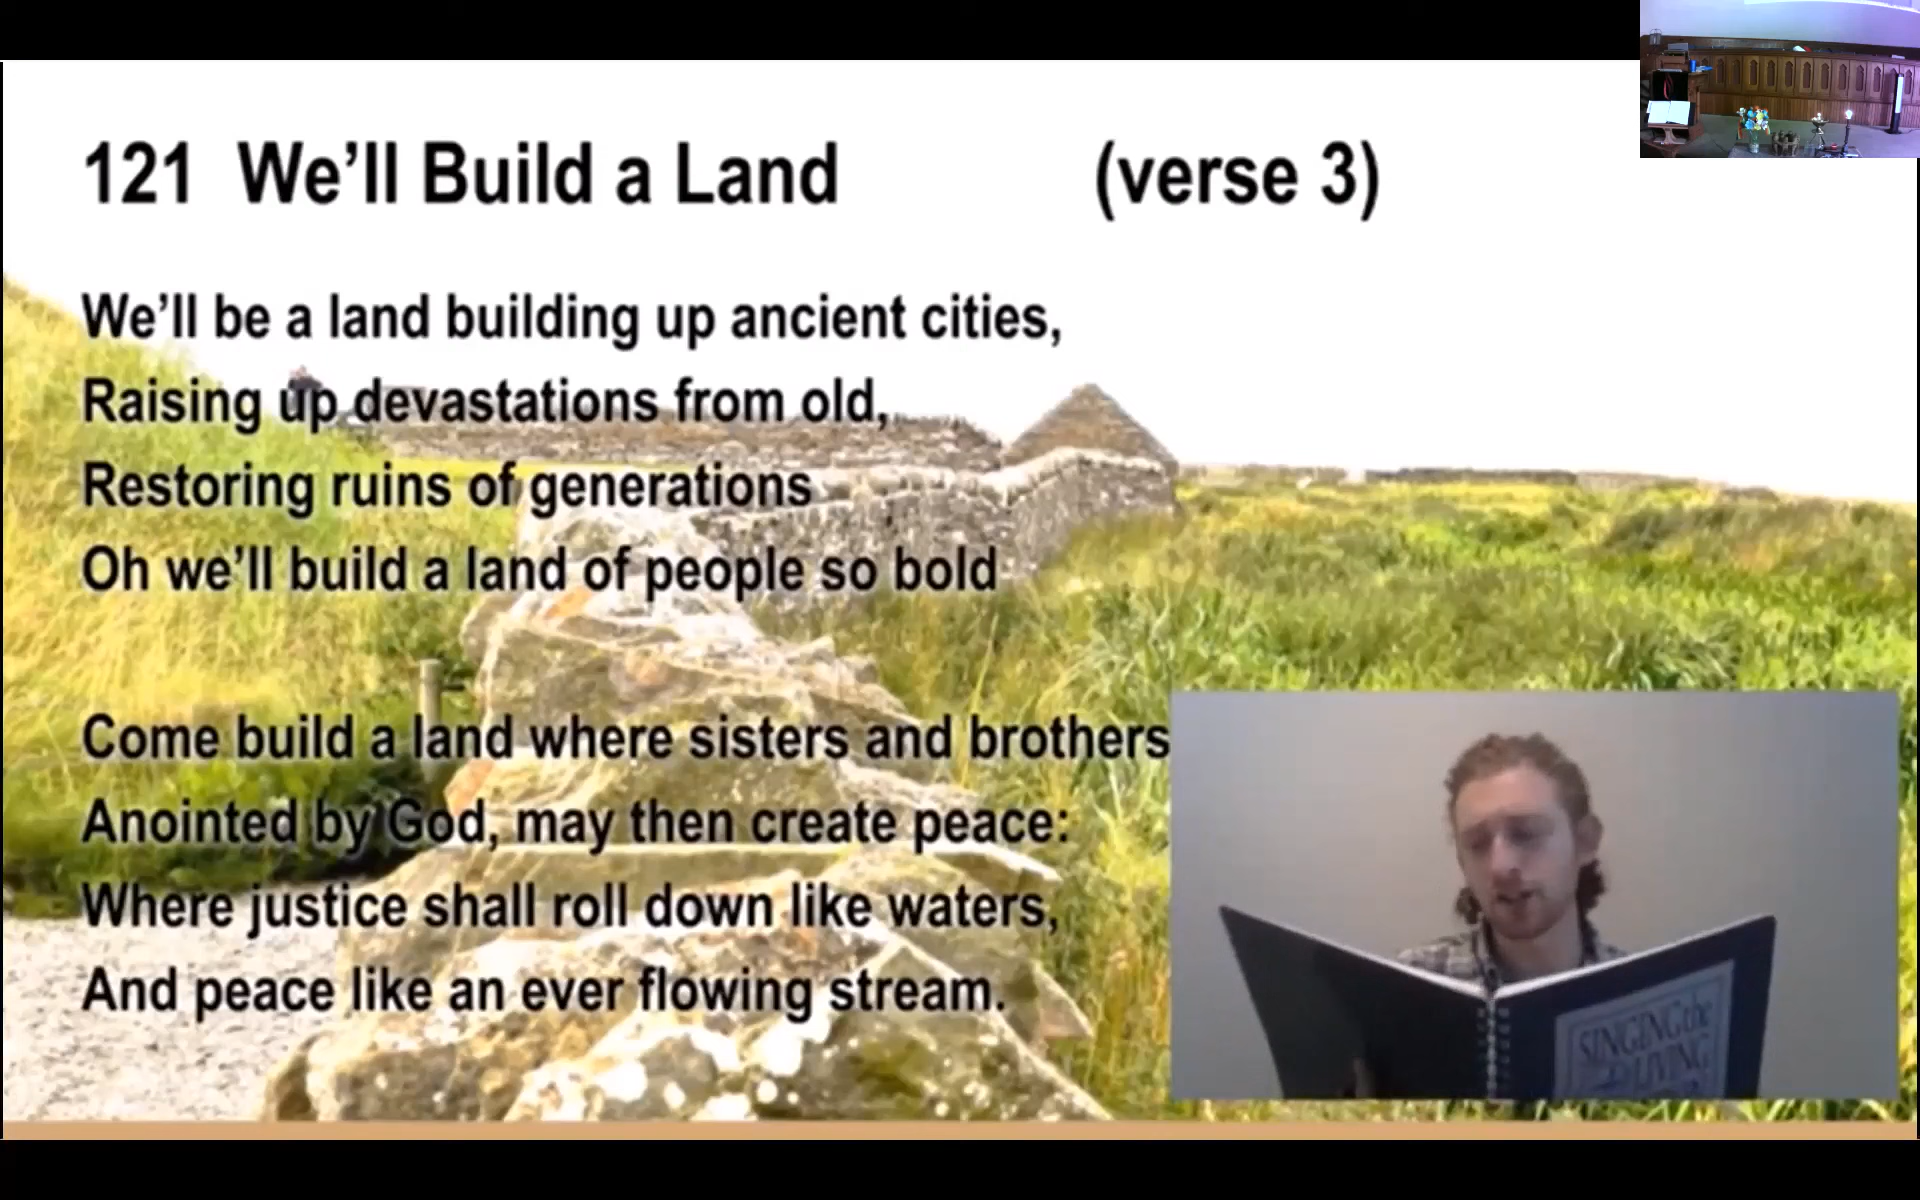 121 We’ll Build a Land (verse 3)
We’ll be a land building up ancient cities,
Raising up devastations from old,
Restoring ruins of generations
Oh we’ll build a land of people so bold
Come build a land where sisters and brothers
Anointed by God, may then create peace:
Where justice shall roll down like waters,
And peace like an ever flowing stream.
SINGING the
LIVING